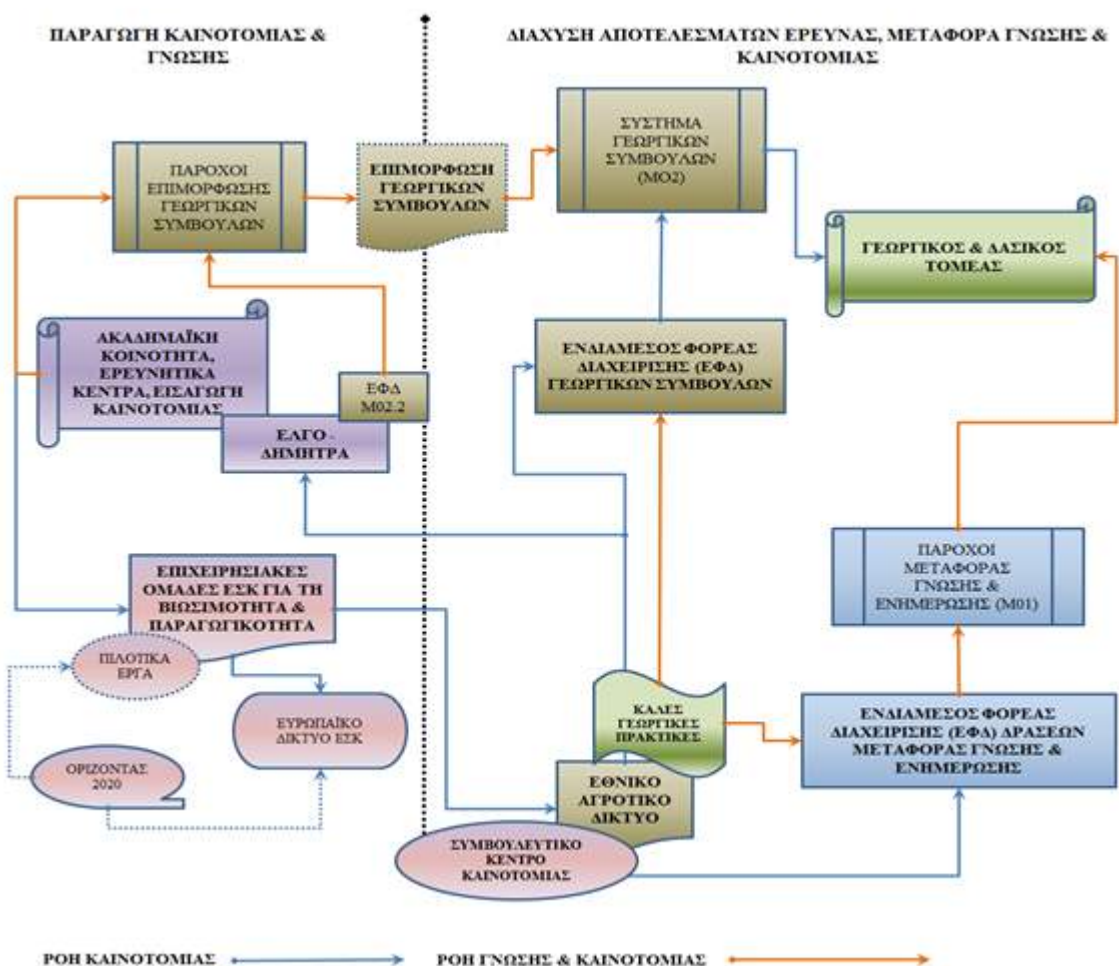 ΠΑΡΑΓΩΓΗ ΚΑΙΝΟΤΟΜΙΑΣ &
ΓΝΩΣΗΣ
ΔΙΑΧΥΣΗ ΑΠΟΤΕΛΕΣΜΑΤΩΝ ΕΡΕΥΝΑΣ, ΜΕΤΑΦΟΡΑ ΓΝΩΣΗΣ &
ΚΑΙΝΟΤΟΜΙΑΣ
ΠΑΡΟΧΟΙ
ΕΠΙΜΟΡΦΩΣΗΣ
ΓΕΩΡΓΙΚΩΝ
ΣΥΜΒΟΥΛΩΝ
ΕΠΙΜΟΡΦΩΣΗ
ΓΕΩΡΓΙΚΩΝ
ΣΥΜΒΟΥΛΩΝ
ΣΥΣΤΗΜΑ
ΓΕΩΡΓΙΚΩΝ
ΣΥΜΒΟΥΛΩΝ
(ΜΟ2)
ΓΕΩΡΓΙΚΟΣ & ΔΑΣΙΚΟΣ
ΤΟΜΕΑΣ
ΑΚΑΔΗΜΑΪΚΗ
ΚΟΙΝΟΤΗΤΑ,
ΕΡΕΥΝΗΤΙΚΑ
ΚΕΝΤΡΑ, ΕΙΣΑΓΩΓΗ
ΚΑΙΝΟΤΟΜΙΑΣ
ΕΦΔ
Μ02.2
ΕΛΓΟ -
ΔΗΜΗΤΡΑ
ΕΝΔΙΑΜΕΣΟΣ ΦΟΡΕΑΣ
ΔΙΑΧΕΙΡΙΣΗΣ (ΕΦΔ)
ΓΕΩΡΓΙΚΩΝ ΣΥΜΒΟΥΛΩΝ
ΠΑΡΟΧΟΙ
ΜΕΤΑΦΟΡΑΣ
ΓΝΩΣΗΣ &
ΕΝΗΜΕΡΩΣΗΣ (Μ01)
ΕΠΙΧΕΙΡΗΣΙΑΚΕΣ
ΟΜΑΔΕΣ ΕΣΚ ΓΙΑ ΤΗ
ΒΙΩΣΙΜΟΤΗΤΑ &
ΠΑΡΑΓΩΓΙΚΟΤΗΤΑ
ΠΙΛΟΤΙΚΑ
ΕΡΓΑ
ΕΥΡΩΠΑΪΚΟ
ΔΙΚΤΥΟ ΕΣΚ
ΟΡΙΖΟΝΤΑΣ
2020
ΚΑΛΕΣ
ΓΕΩΡΓΙΚΕΣ
ΠΡΑΚΤΙΚΕΣ
ΕΝΔΙΑΜΕΣΟΣ ΦΟΡΕΑΣ
ΔΙΑΧΕΙΡΙΣΗΣ (ΕΦΔ) ΔΡΑΣΕΩΝ
ΜΕΤΑΦΟΡΑΣ ΓΝΩΣΗΣ &
ΕΝΗΜΕΡΩΣΗΣ
ΕΘΝΙΚΟ
ΑΓΡΟΤΙΚΟ
ΔΙΚΤΥΟ
ΣΥΜΒΟΥΛΕΥΤΙΚΟ
ΚΕΝΤΡΟ
ΚΑΙΝΟΤΟΜΙΑΣ
ΡΟΗ ΚΑΙΝΟΤΟΜΙΑΣ
ΡΟΗ ΓΝΩΣΗΣ & ΚΑΙΝΟΤΟΜΙΑΣ